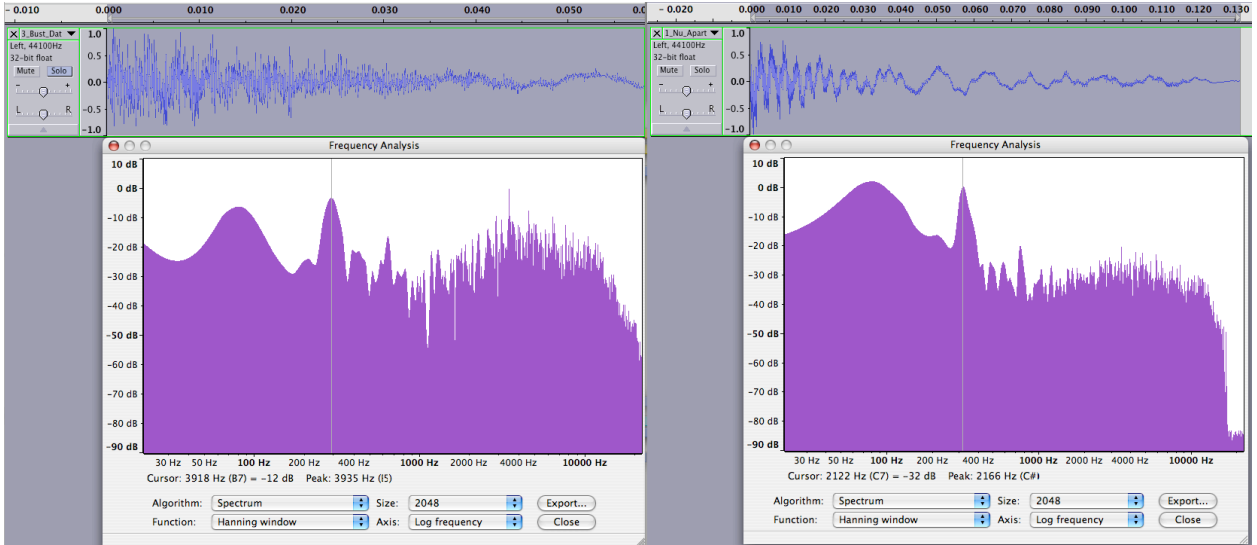 - 0.010 0.000 0.010 0.020 0.030 0.040 0.050
X 3_Bust_Dat
Left, 44100Hz
32-bit float
Mute Solo
- +
L R
1.0
0.5
0.0
-0.5
-1.0
Frequency Analysis
10 dB
0 dB
-10 dB
-20 dB
-30 dB
-40 dB
-50 dB
-60 dB
-70 dB
-80 dB
-90 dB
30 Hz 50 Hz 100 Hz 200 Hz 400 Hz 1000 Hz 2000 Hz 4000 Hz 10000 Hz
Cursor: 3918 Hz (B7) = -12 dB Peak: 3935 Hz
Algorithm: Spectrum Size: 2048 Export...
Function: Hanning window Axis: Log frequency Close
- 0.020 0.000 0.010 0.020 0.030 0.040 0.050 0.060 0.070 0.080 0.090 0.100 0.110 0.120 0.130
X 1_Nu_Apart
Left, 44100Hz
32-bit float
Mute Solo
- +
L R
1.0
0.5
0.0
-0.5
-1.0
Frequency Analysis
10 dB
0 dB
-10 dB
-20 dB
-30 dB
-40 dB
-50 dB
-60 dB
-70 dB
-80 dB
-90 dB
30 Hz 50 Hz 100 Hz 200 Hz 400 Hz 1000 Hz 2000 Hz 4000 Hz 10000 Hz
Cursor: 2122 Hz (C7) = -32 dB Peak: 2166 Hz (C#
Algorithm: Spectrum Size: 2048 Export...
Function: Hanning window Axis: Log frequency Close